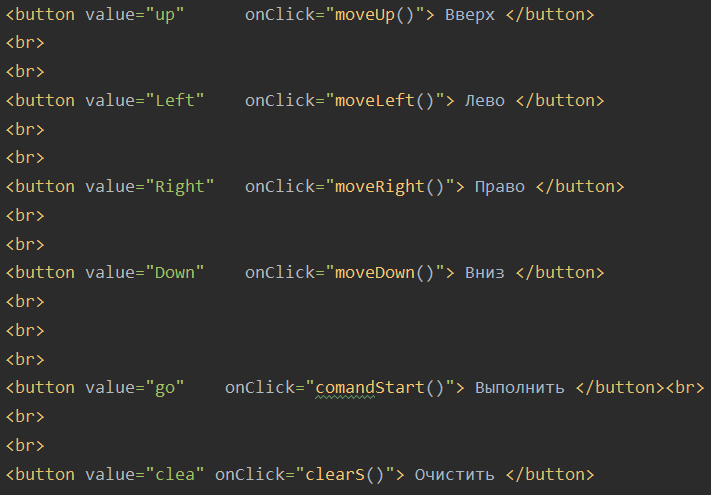 <button value="up"      onClick="moveUp()"> Вверх </button>
<br>
<br>
<button value="Left"    onClick="moveLeft()"> Лево </button>
<br>
<br>
<button value="Right"   onClick="moveRight()"> Право </button>
<br>
<br>
<button value="Down"    onClick="moveDown()"> Вниз </button>
<br>
<br>
<br>
<button value="go"    onClick="comandStart()"> Выполнить </button><br>
<br>
<br>
<button value="clea" onClick="clearS()"> Очистить </button>